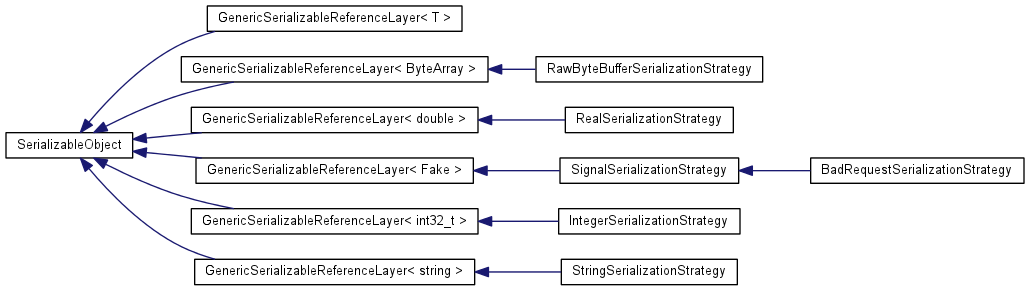 GenericSerializableReferenceLayer< T >
GenericSerializableReferenceLayer< ByteArray >
RawByteBufferSerializationStrategy
GenericSerializableReferenceLayer< double >
RealSerializationStrategy
SerializableObject
GenericSerializableReferenceLayer< Fake >
SignalSerializationStrategy
BadRequestSerializationStrategy
GenericSerializableReferenceLayer< int32_t >
IntegerSerializationStrategy
GenericSerializableReferenceLayer< string >
StringSerializationStrategy